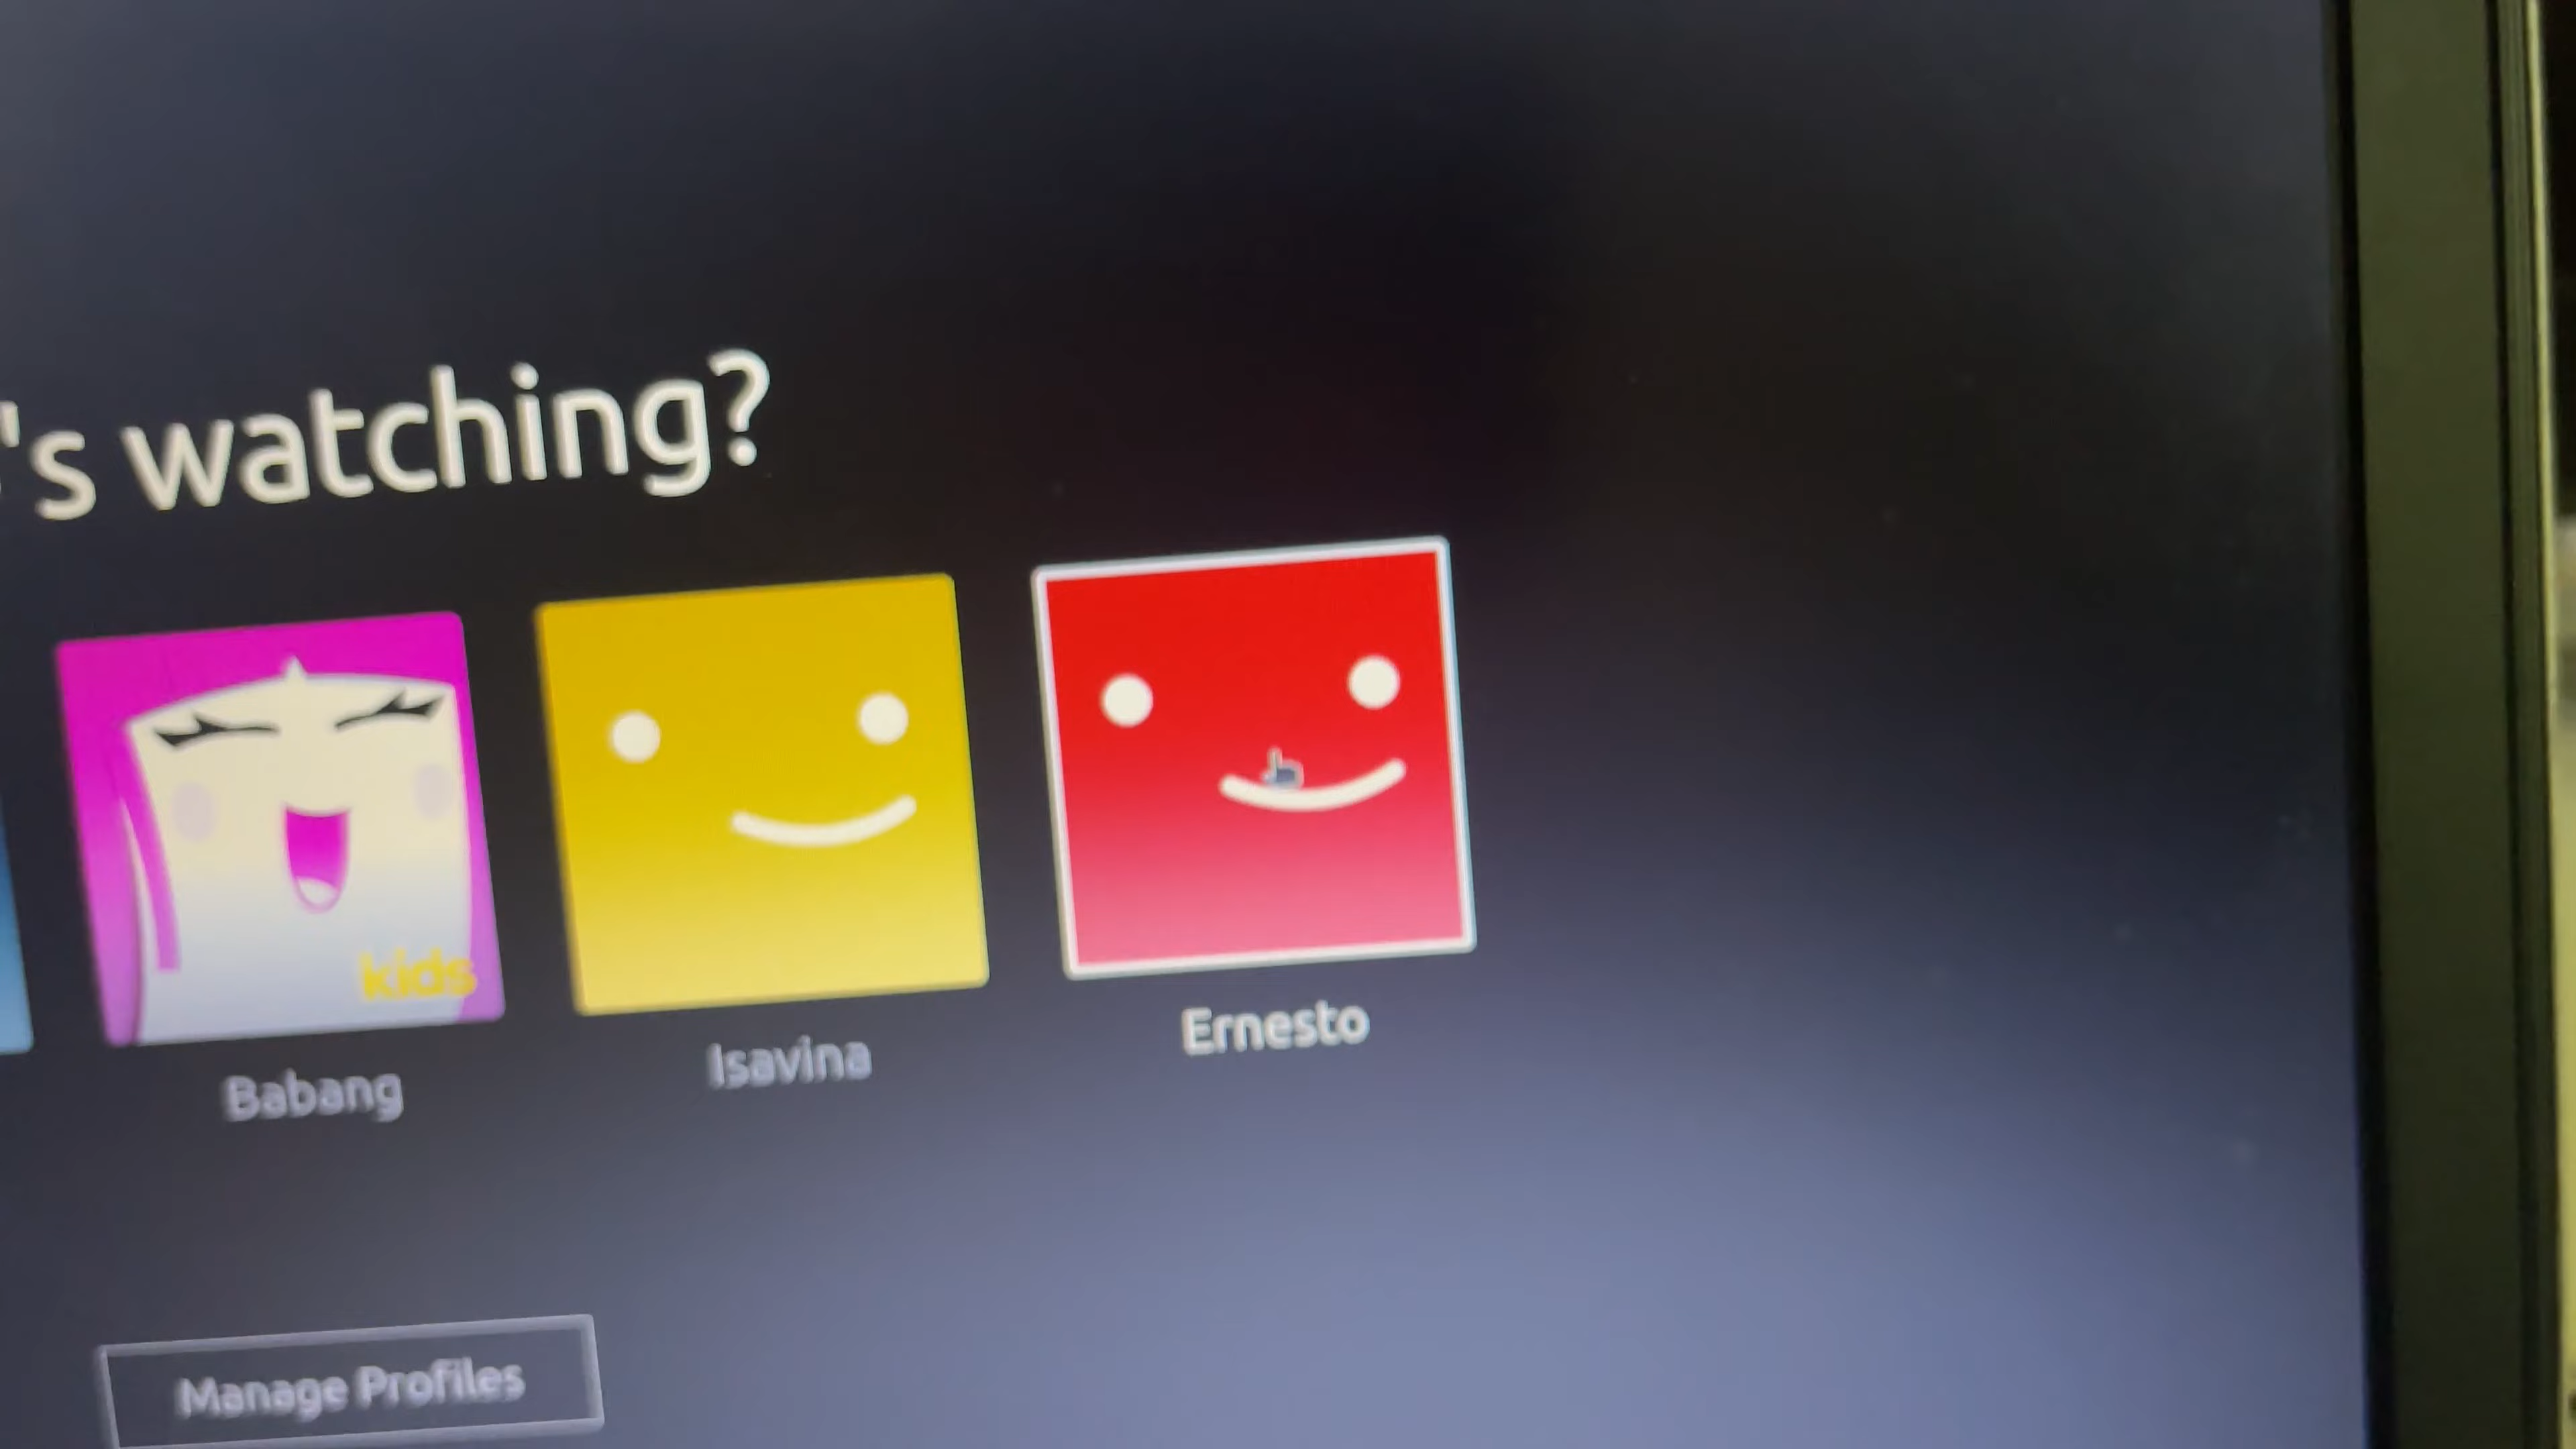 's watching?
kids
Babang
Isavina
Ernesto
Manage Profiles